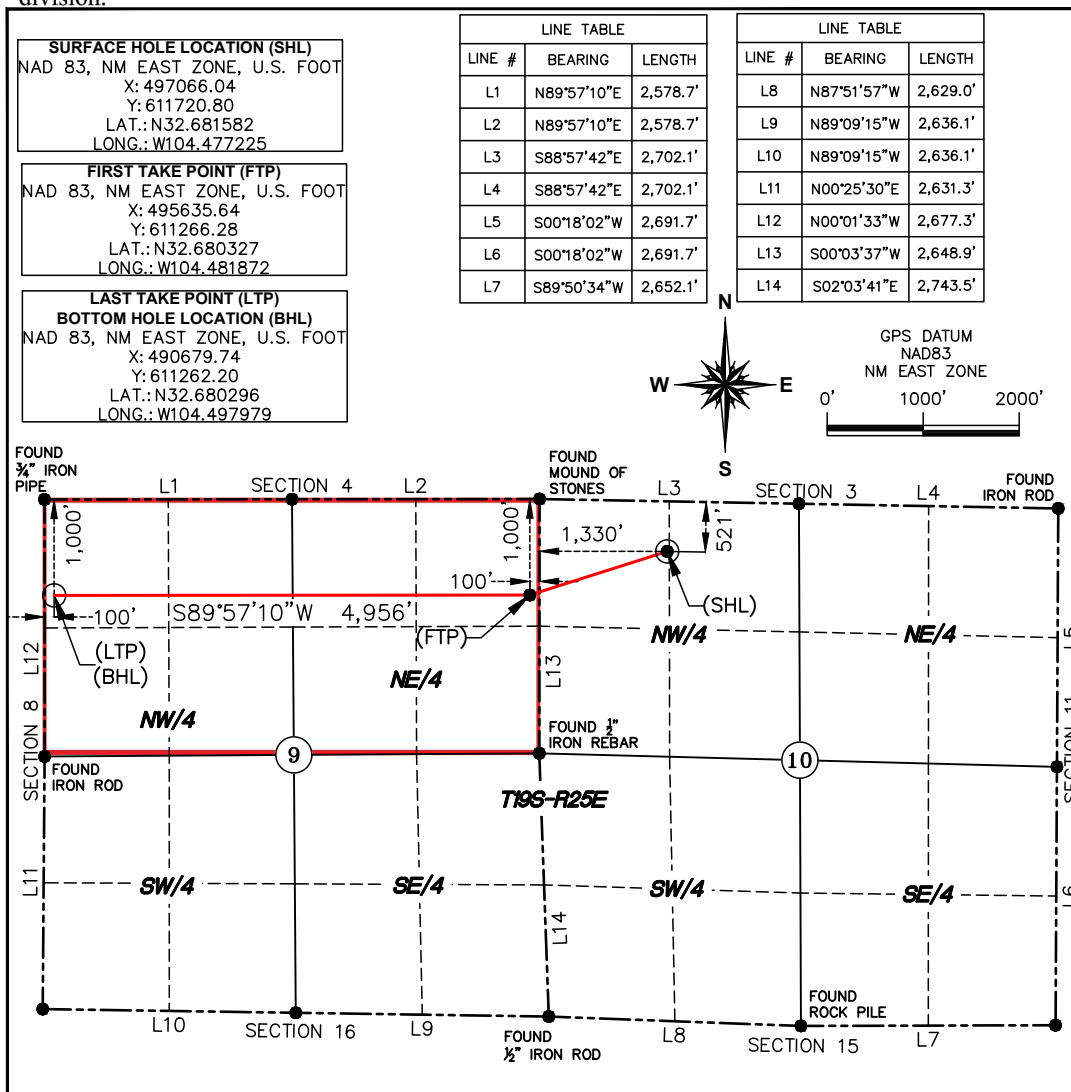 division.
SURFACE HOLE LOCATION (SHL)
NAD 83, NM EAST ZONE, U.S. FOOT
X: 497066.04
Y: 611720.80
LAT.: N32.681582
LONG.: W104.477225
FIRST TAKE POINT (FTP)
NAD 83, NM EAST ZONE, U.S. FOOT
X: 495635.64
Y: 611266.28
LAT.: N32.680327
LONG.: W104.481872
LAST TAKE POINT (LTP)
BOTTOM HOLE LOCATION (BHL)
NAD 83, NM EAST ZONE, U.S. FOOT
X: 490679.74
Y: 611262.20
LAT.: N32.680296
LONG.: W104.497979
LINE TABLE
LINE # BEARING LENGTH
L1 N89°57'10"E 2,578.7'
L2 N89°57'10"E 2,578.7'
L3 S88°57'42"E 2,702.1'
L4 S88°57'42"E 2,702.1'
L5 S00°18'02"W 2,691.7'
L6 S00°18'02"W 2,691.7'
L7 S89°50'34"W 2,652.1'
LINE TABLE
LINE # BEARING LENGTH
L8 N87°51'57"W 2,629.0'
L9 N89°09'15"W 2,636.1'
L10 N89°09'15"W 2,636.1'
L11 N00°25'30"E 2,631.3'
L12 N00°01'33"W 2,677.3'
L13 S00°03'37"W 2,648.9'
L14 S02°03'41"E 2,743.5'
N
W E
S
GPS DATUM
NAD83
NM EAST ZONE
0' 1000' 2000'
FOUND
¾" IRON
PIPE
L1 SECTION 4 L2
FOUND
MOUND OF
STONES
L3 SECTION 3 L4
FOUND
IRON ROD
1,000'
1,000'
1,330'
521'
100'
(SHL)
100'
S89°57'10"W 4,956'
(LTP)
(BHL)
(FTP)
NW/4
NE/4
L5
L12
NE/4
L13
NW/4
SECTION 8
FOUND
IRON ROD
9
FOUND ½"
IRON REBAR
10
SECTION 11
T19S-R25E
L11
SW/4
SE/4
SW/4
SE/4
L6
L14
L10
SECTION 16
L9
FOUND
½" IRON ROD
L8
FOUND
ROCK PILE
SECTION 15
L7